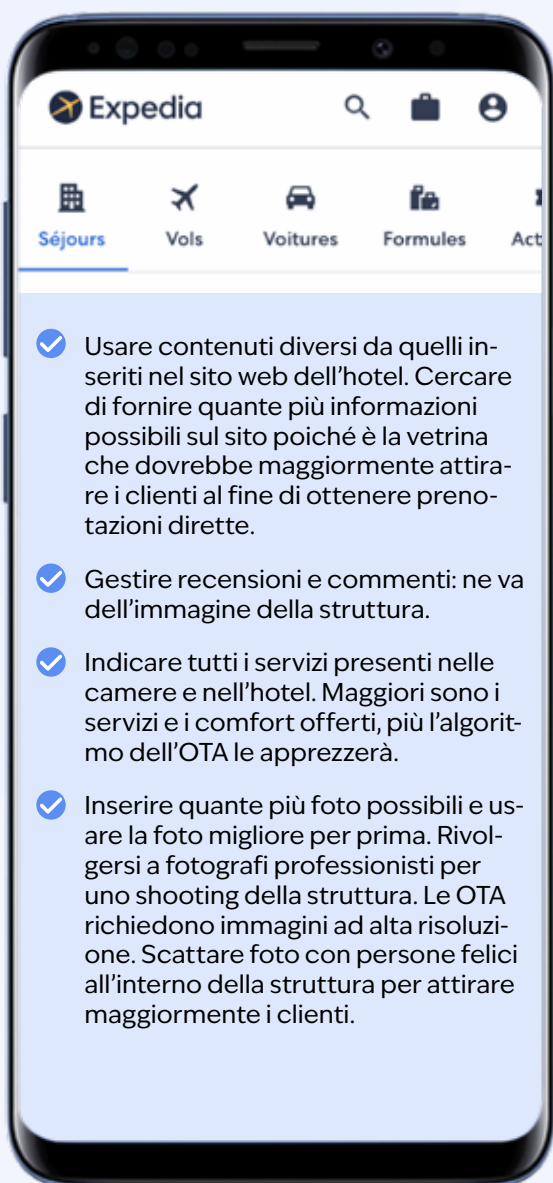 Expedia
Séjours Vols Voitures Formules Act
Usare contenuti diversi da quelli in-
seriti nel sito web dell’hotel. Cercare
di fornire quante più informazioni
possibili sul sito poiché è la vetrina
che dovrebbe maggiormente attira-
re i clienti al fine di ottenere preno-
tazioni dirette.
Gestire recensioni e commenti: ne va
dell’immagine della struttura.
Indicare tutti i servizi presenti nelle
camere e nell’hotel. Maggiori sono i
servizi e i comfort offerti, più l’algorit-
mo dell’OTA le apprezzerà.
Inserire quante più foto possibili e us-
are la foto migliore per prima. Rivol-
gersi a fotografi professionisti per
uno shooting della struttura. Le OTA
richiedono immagini ad alta risoluzi-
one. Scattare foto con persone felici
all’interno della struttura per attirare
maggiormente i clienti.